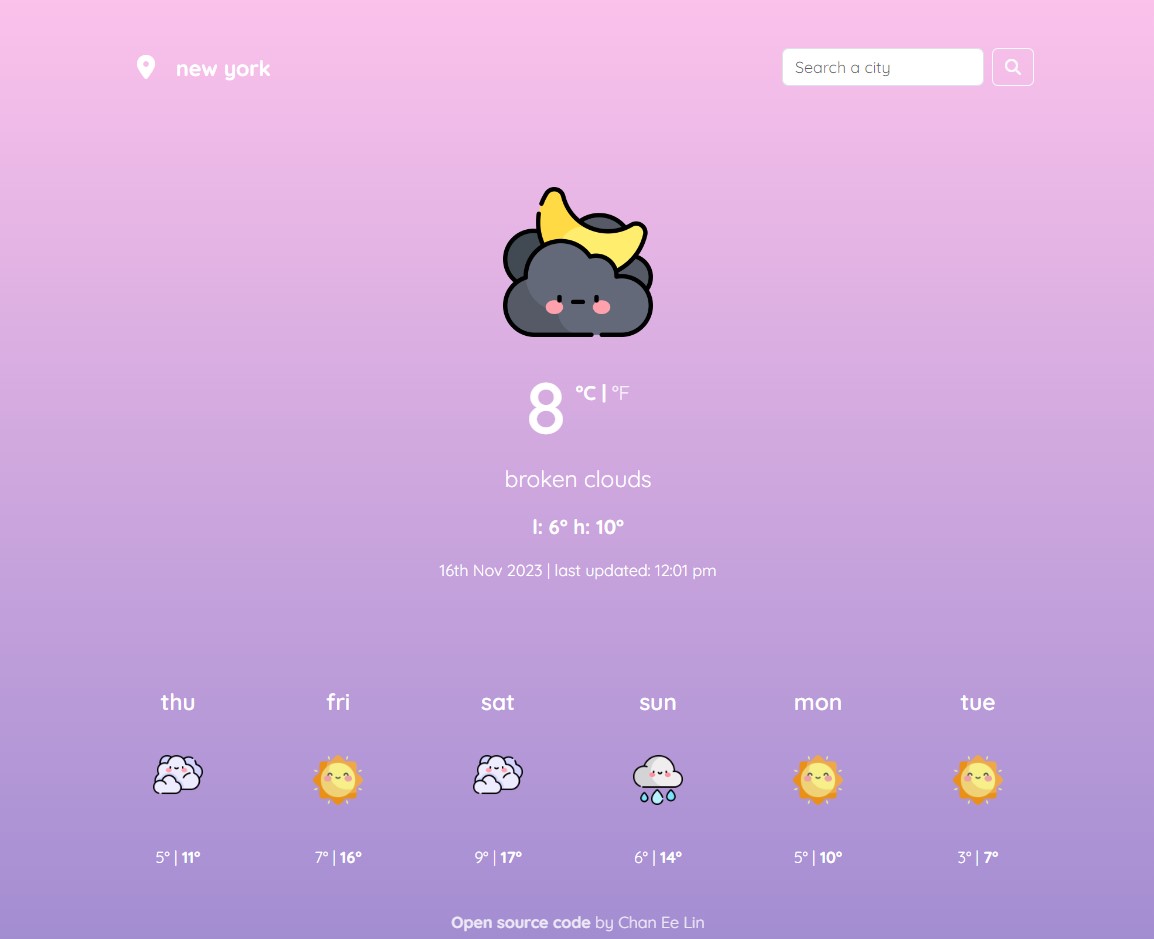 new york
Search a city
8 °C | °F
broken clouds
l: 6° h: 10°
16th Nov 2023 | last updated: 12:01 pm
thu fri sat sun mon tue
5° | 11° 7° | 16° 9° | 17° 6° | 14° 5° | 10° 3° | 7°
Open source code by Chan Ee Lin